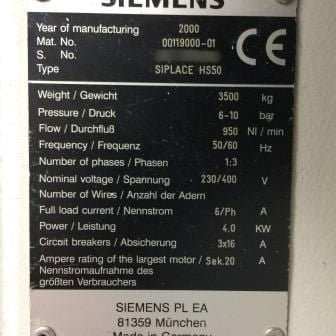 SIEMENS
Year of manufacturing 2000
Mat. No. 00119000-01
S. No.
Type SIPLACE HS50
CE
Weight / Gewicht 3500 kg
Pressure / Druck 6-10 bar
Flow / Durchfluß 950 Nl / min
Frequency / Frequenz 50/60 Hz
Number of phases / Phasen 1:3
Nominal voltage / Spannung 230/400 V
Number of Wires / Anzahl der Adern
Full load current / Nennstrom 6/Ph A
Power / Leistung 4.0 KW
Circuit breakers / Absicherung 3x16 A
Ampere rating of the largest motor / Sek.20 A
Nennstromaufnahme des
größten Verbrauchers
SIEMENS PL EA
81359 München
Made in Germany